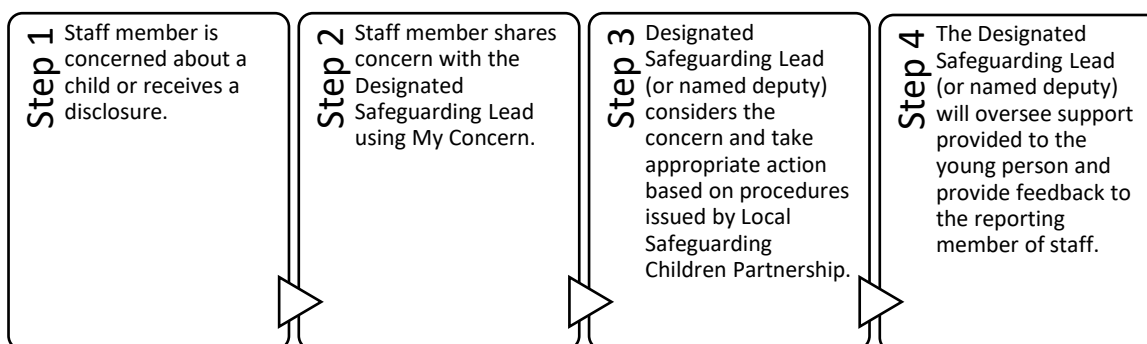 Step 1
Staff member is
concerned about a
child or receives a
disclosure.
Step 2
Staff member shares
concern with the
Designated
Safeguarding Lead
using My Concern.
Step 3
Designated
Safeguarding Lead
(or named deputy)
considers the
concern and take
appropriate action
based on procedures
issued by Local
Safeguarding
Children Partnership.
Step 4
The Designated
Safeguarding Lead
(or named deputy)
will oversee support
provided to the
young person and
provide feedback to
the reporting
member of staff.